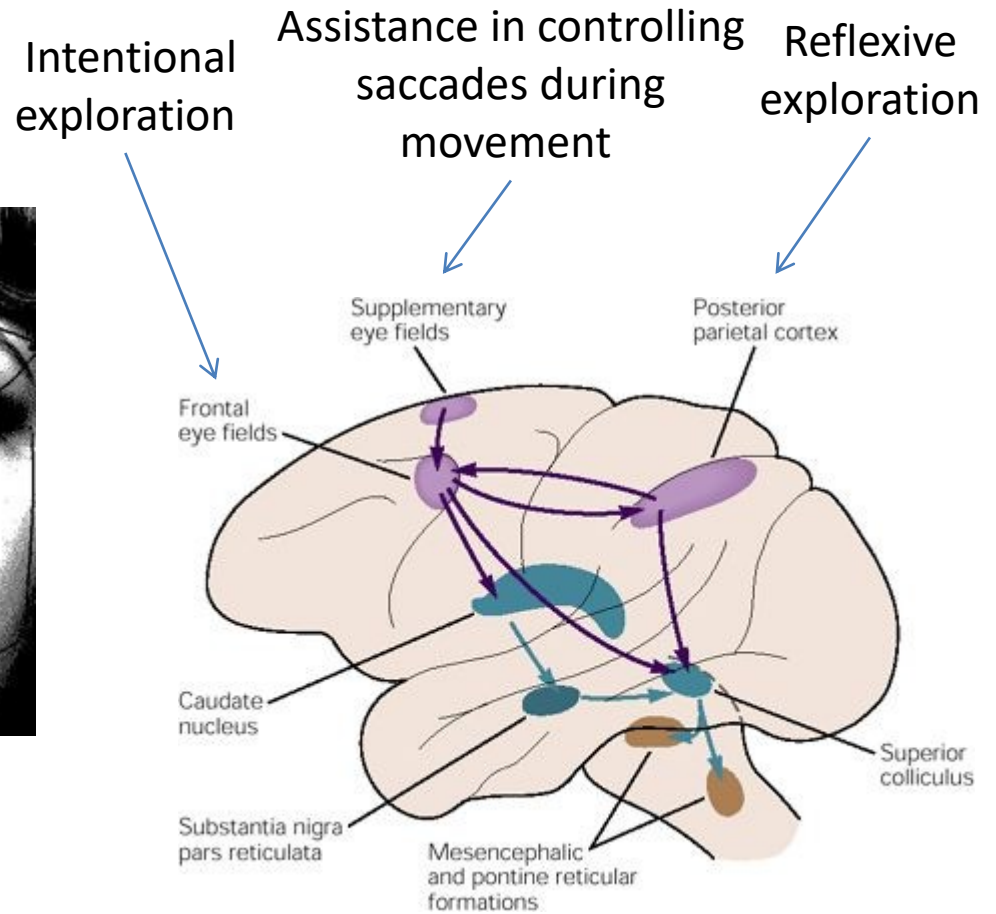 Intentional
exploration
Assistance in controlling
saccades during
movement
Reflexive
exploration
Supplementary
eye fields
Posterior
parietal cortex
Frontal
eye fields
Caudate
nucleus
Superior
colliculus
Substantia nigra
pars reticulata
Mesencephalic
and pontine reticular
formations